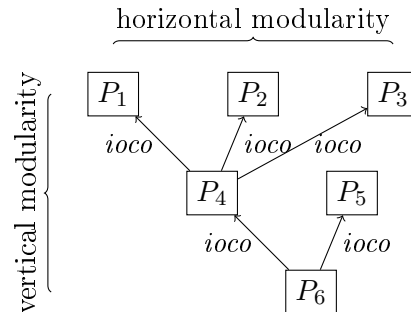 horizontal modularity
vertical modularity
P1 P2 P3
ioco ioco ioco
P4 P5
ioco ioco
P6